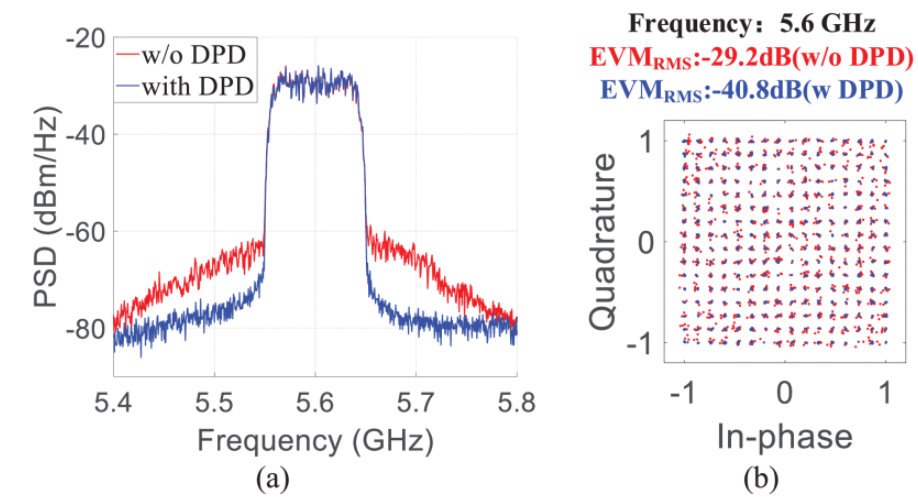 -20
w/o DPD
with DPD
-40
-60
-80
PSD (dBm/Hz)
5.4 5.5 5.6 5.7 5.8
Frequency (GHz)
(a)
Frequency: 5.6 GHz
EVMRMS:-29.2dB(w/o DPD)
EVMRMS:-40.8dB(w DPD)
1
0
-1
Quadrature
-1 0 1
In-phase
(b)